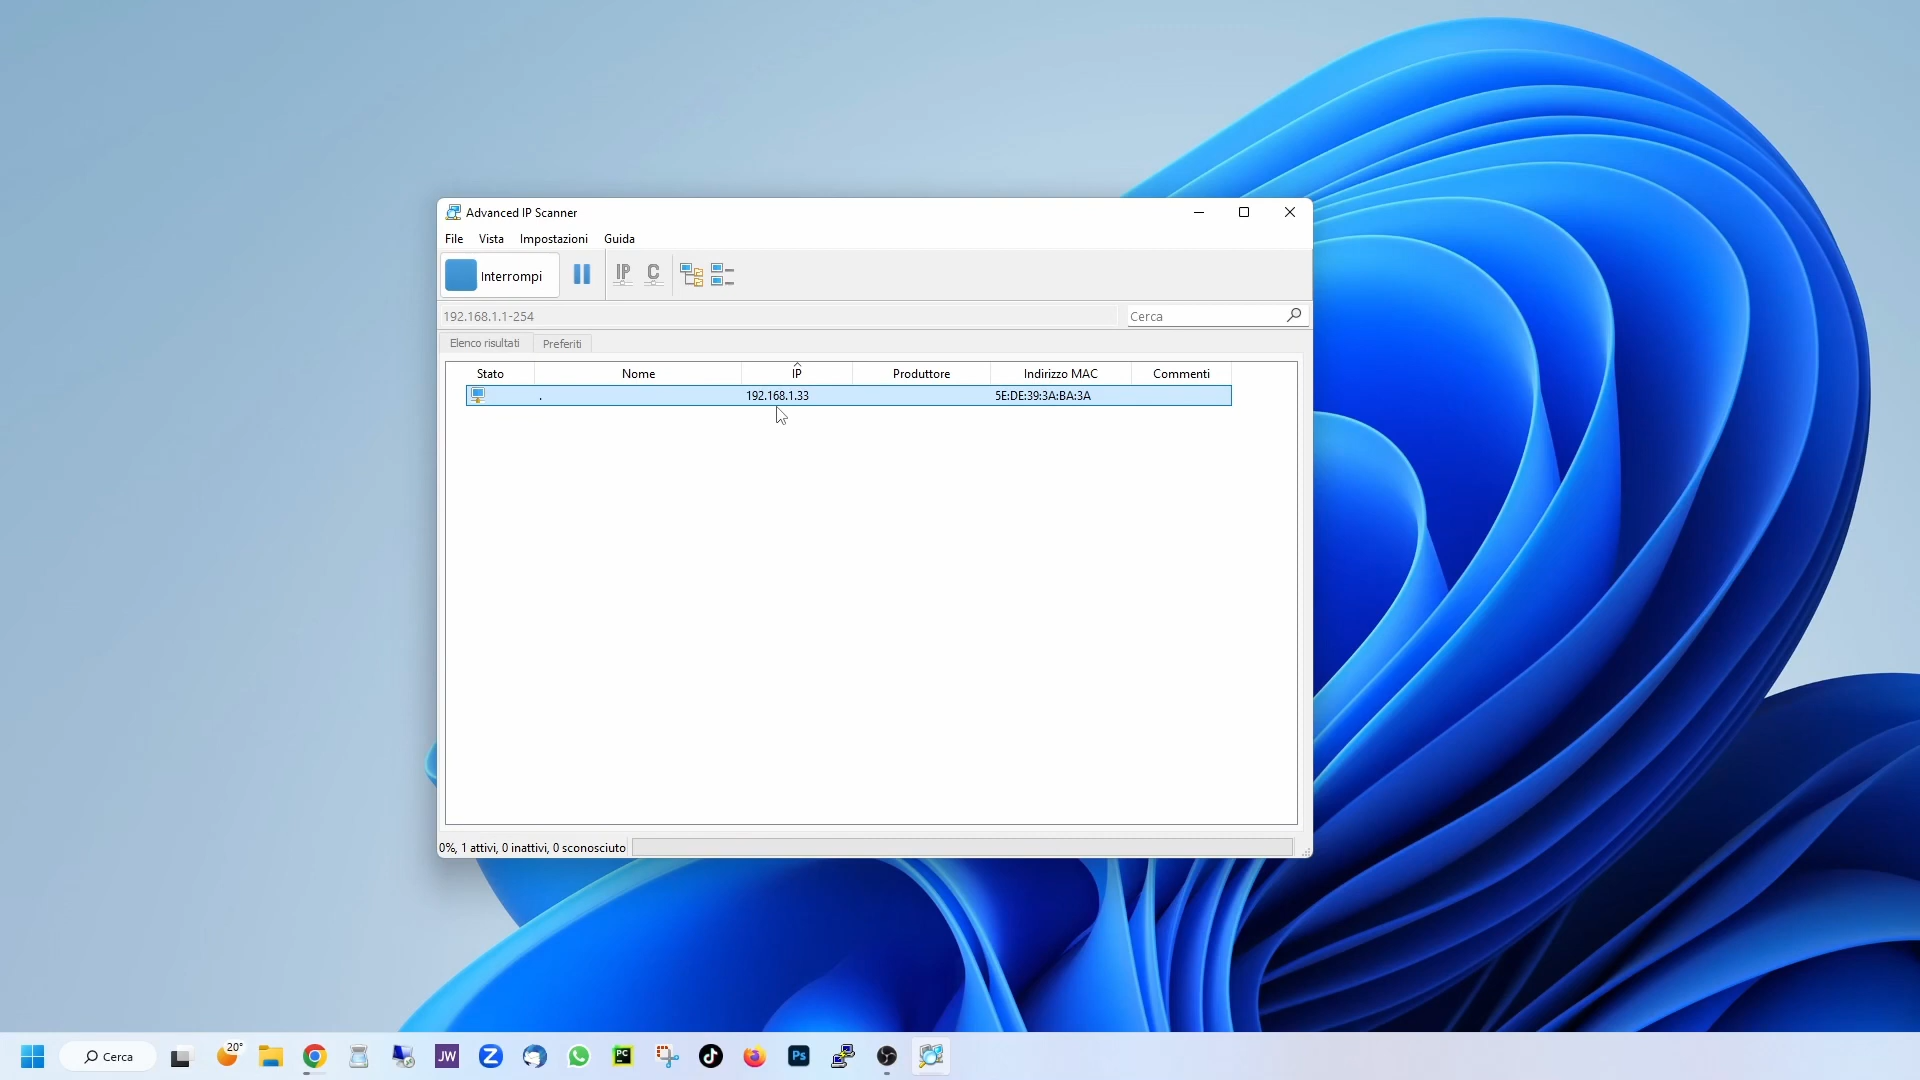 Advanced IP Scanner
File Vista Impostazioni Guida
Interrompi IP C
192.168.1.1-254 Cerca
Elenco risultati Preferiti
Stato Nome IP Produttore Indirizzo MAC Commenti
. 192.168.1.33 5E:DE:39:3A:BA:3A
0%, 1 attivi, 0 inattivi, 0 sconosciuto
Cerca 20° JW Z PC Ps